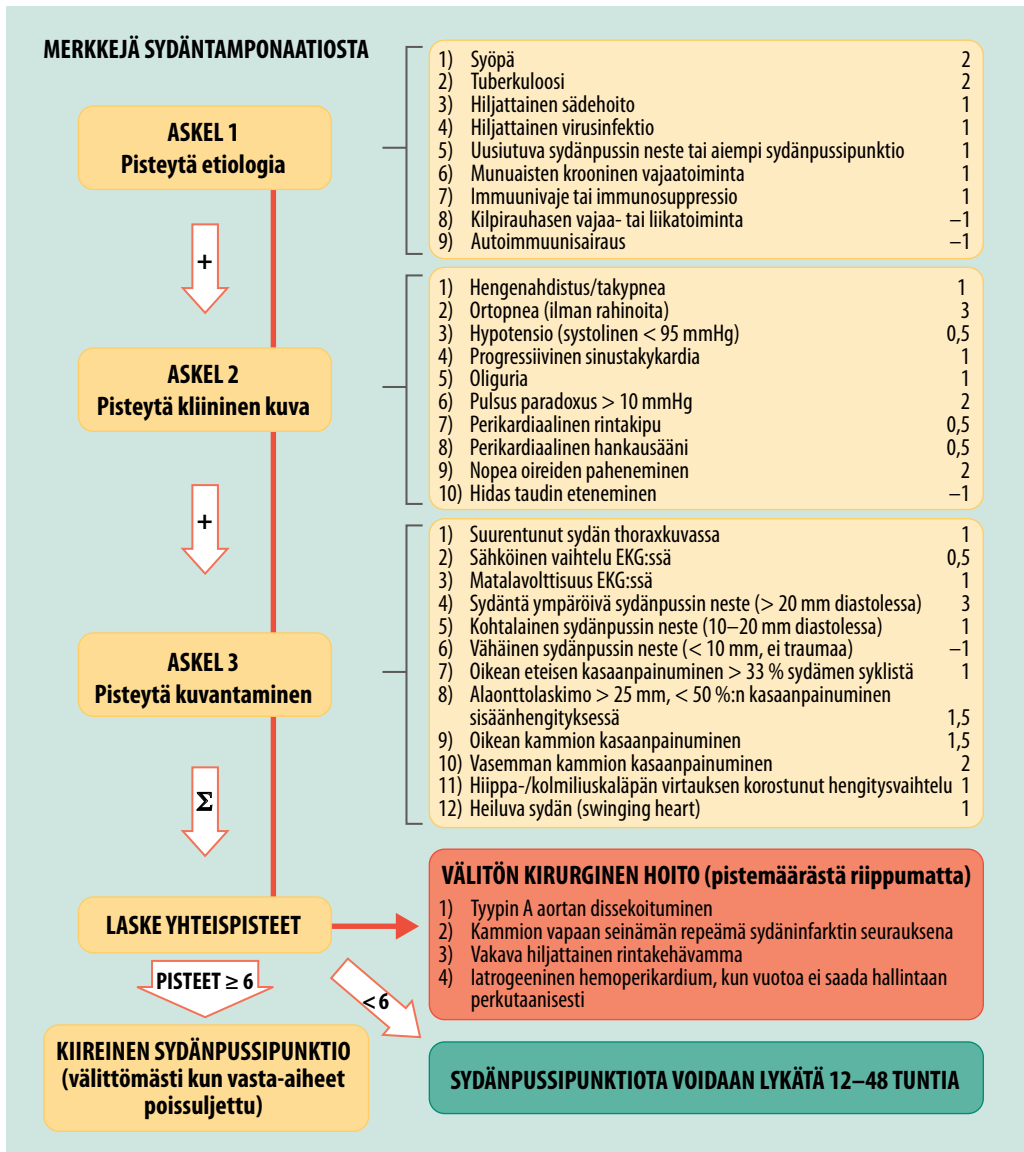 MERKKEJÄ SYDÄNTAMPONAATIOSTA
ASKEL 1
Pisteytä etiologia
1) Syöpä 2
2) Tuberkuloosi 2
3) Hiljattainen sädehoito 1
4) Hiljattainen virusinfektio 1
5) Uusiutuva sydänpussin neste tai aiempi sydänpussipunktio 1
6) Munuaisten krooninen vajaatoiminta 1
7) Immuunivaje tai immunosuppressio 1
8) Kilpirauhasen vajaa- tai liikatoiminta –1
9) Autoimmuunisairaus –1
+
ASKEL 2
Pisteytä kliininen kuva
1) Hengenahdistus/takypnea 1
2) Ortopnea (ilman rahinoita) 3
3) Hypotensio (systolinen < 95 mmHg) 0,5
4) Progressiivinen sinustakykardia 1
5) Oliguria 1
6) Pulsus paradoxus > 10 mmHg 2
7) Perikardiaalinen rintakipu 0,5
8) Perikardiaalinen hankausääni 0,5
9) Nopea oireiden paheneminen 2
10) Hidas taudin eteneminen –1
+
ASKEL 3
Pisteytä kuvantaminen
1) Suurentunut sydän thoraxkuvassa 1
2) Sähköinen vaihtelu EKG:ssä 0,5
3) Matalavolttisuus EKG:ssä 1
4) Sydäntä ympäröivä sydänpussin neste (> 20 mm diastolessa) 3
5) Kohtalainen sydänpussin neste (10–20 mm diastolessa) 1
6) Vähäinen sydänpussin neste (< 10 mm, ei traumaa) –1
7) Oikean eteisen kasaanpainuminen > 33 % sydämen syklistä 1
8) Alaonttolaskimo > 25 mm, < 50 %:n kasaanpainuminen
sisäänhengityksessä 1,5
9) Oikean kammion kasaanpainuminen 1,5
10) Vasemman kammion kasaanpainuminen 2
11) Hiippa-/kolmiliuskaläpän virtauksen korostunut hengitysvaihtelu 1
12) Heiluva sydän (swinging heart) 1
Σ
LASKE YHTEISPISTEET
VÄLITÖN KIRURGINEN HOITO (pistemäärästä riippumatta)
1) Tyypin A aortan dissekoituminen
2) Kammion vapaan seinämän repeämä sydäninfarktin seurauksena
3) Vakava hiljattainen rintakehävamma
4) Iatrogeeninen hemoperikardium, kun vuotoa ei saada hallintaan
perkutaanisesti
PISTEET ≥ 6
< 6
KIIREINEN SYDÄNPUSSIPUNKTIO
(välittömästi kun vasta-aiheet
poissuljettu)
SYDÄNPUSSIPUNKTIOTA VOIDAAN LYKÄTÄ 12–48 TUNTIA